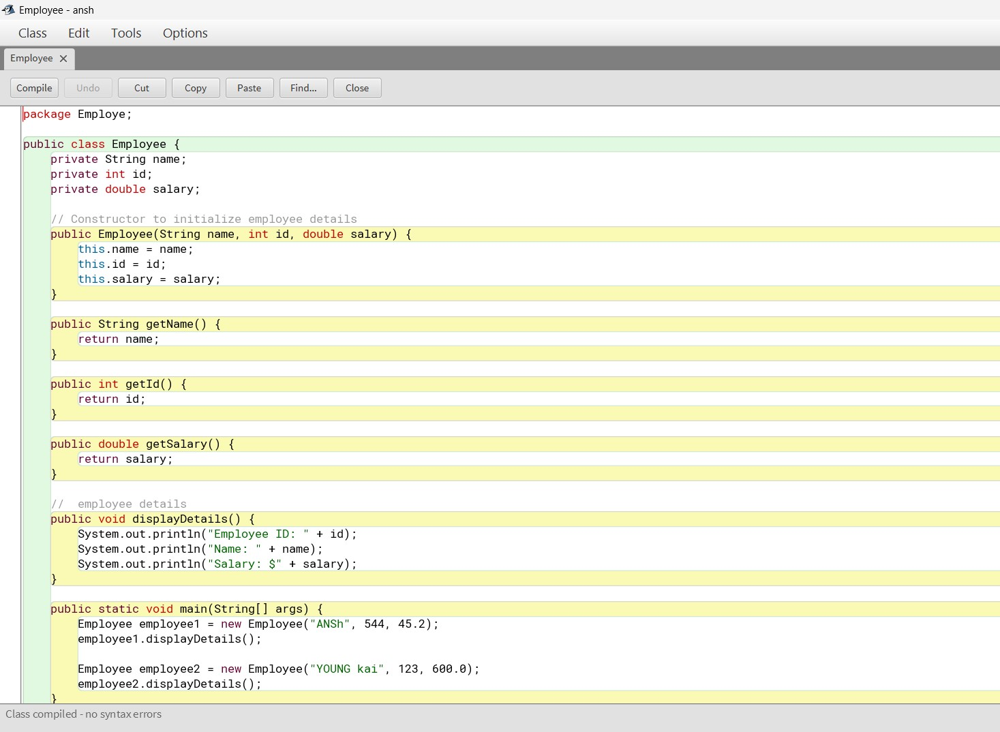 Employee - ansh
Class Edit Tools Options
Employee ✕
Compile Undo Cut Copy Paste Find... Close
package Employe;

public class Employee {
    private String name;
    private int id;
    private double salary;

    // Constructor to initialize employee details
    public Employee(String name, int id, double salary) {
        this.name = name;
        this.id = id;
        this.salary = salary;
    }

    public String getName() {
        return name;
    }

    public int getId() {
        return id;
    }

    public double getSalary() {
        return salary;
    }

    //  employee details
    public void displayDetails() {
        System.out.println("Employee ID: " + id);
        System.out.println("Name: " + name);
        System.out.println("Salary: $" + salary);
    }

    public static void main(String[] args) {
        Employee employee1 = new Employee("ANSh", 544, 45.2);
        employee1.displayDetails();

        Employee employee2 = new Employee("YOUNG kai", 123, 600.0);
        employee2.displayDetails();
    }
Class compiled - no syntax errors